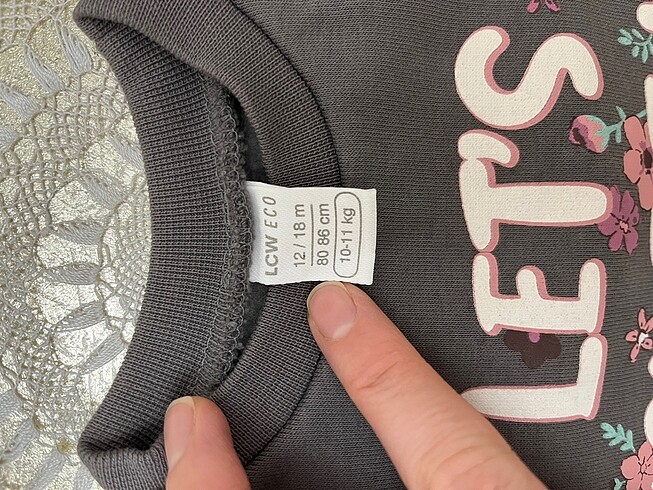 LCW ECO
12 / 18 m
80 86 cm
10-11 kg
LET'S